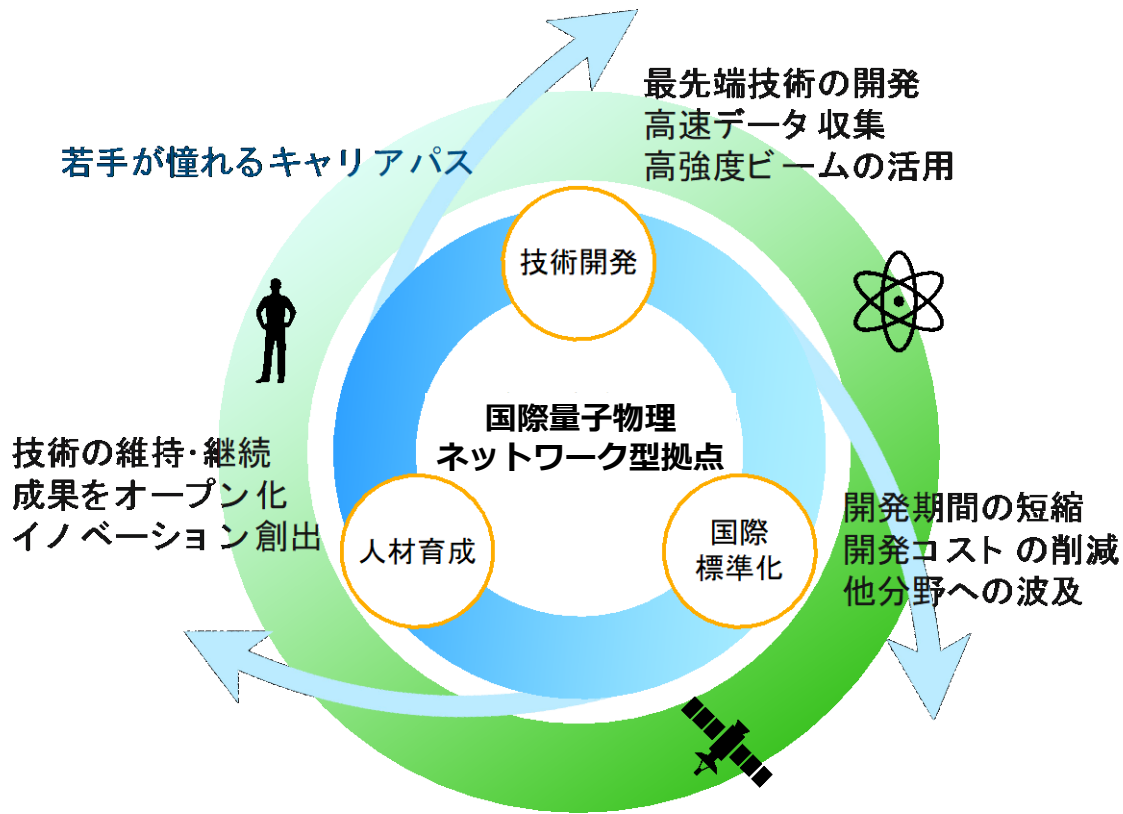 最先端技術の開発
高速データ収集
高強度ビームの活用
若手が憧れるキャリアパス
技術開発
国際量子物理
ネットワーク型拠点
技術の維持・継続
成果をオープン化
イノベーション創出
人材育成
国際
標準化
開発期間の短縮
開発コストの削減
他分野への波及